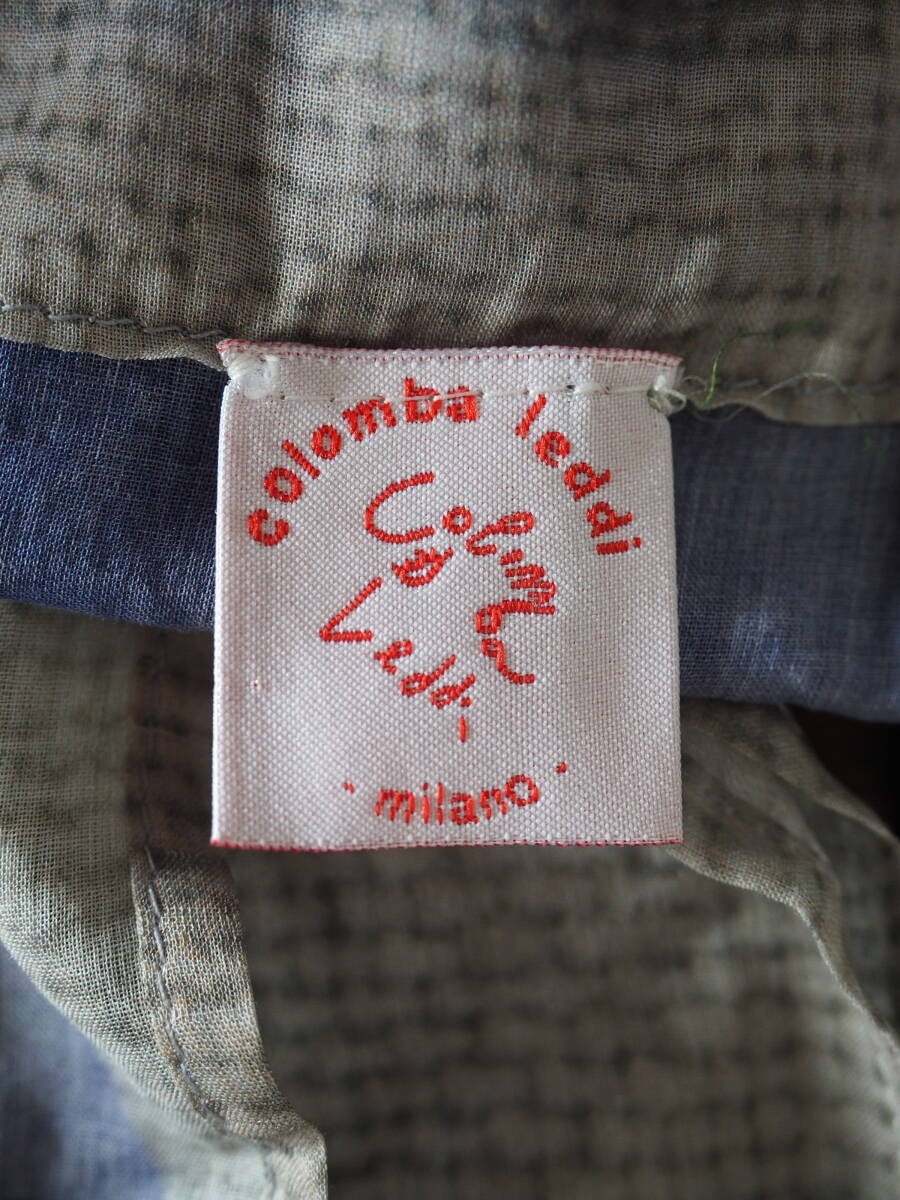 colomba leddi
Colomba
Leddi
· milano ·